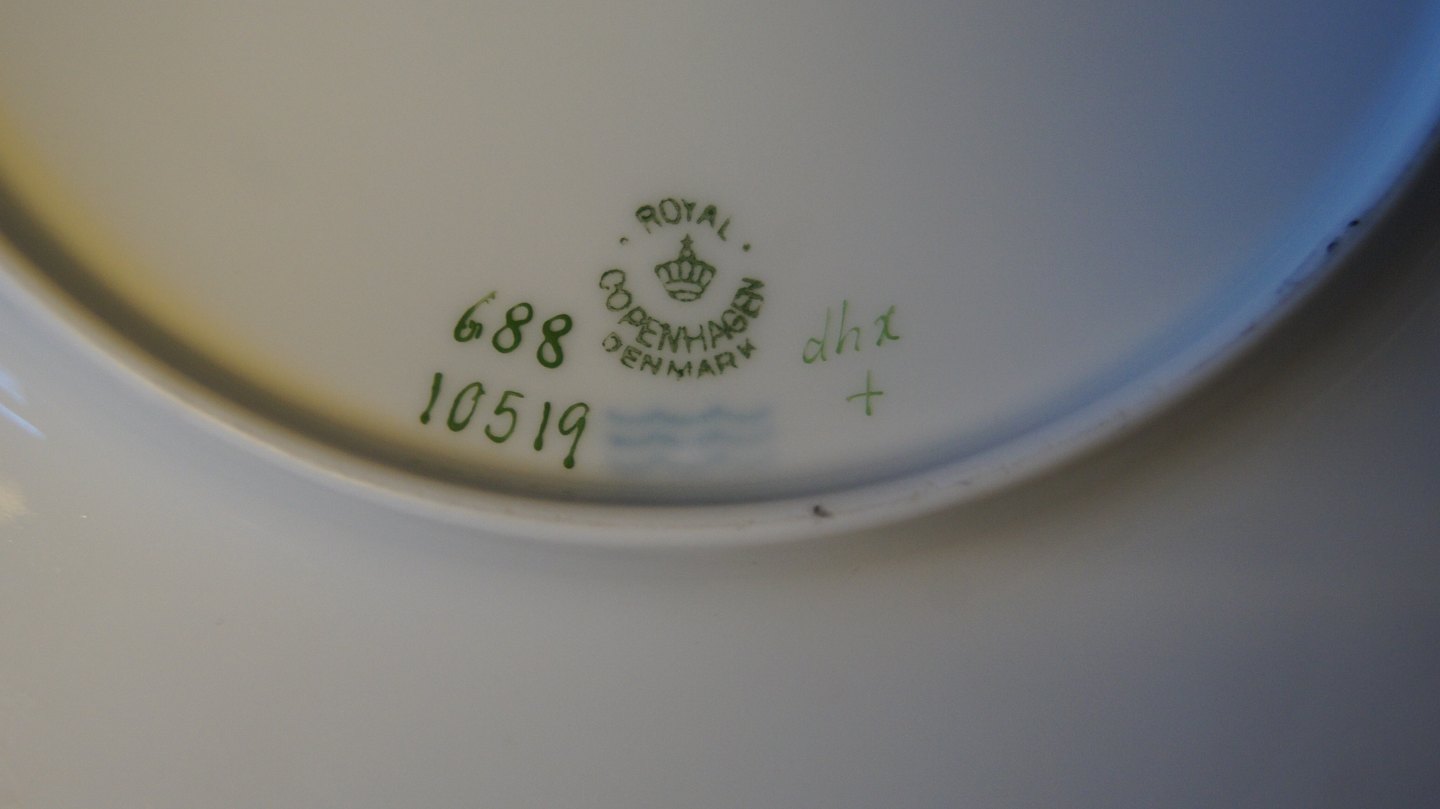 ROYAL
COPENHAGEN
DENMARK
688
10519
dhx
+